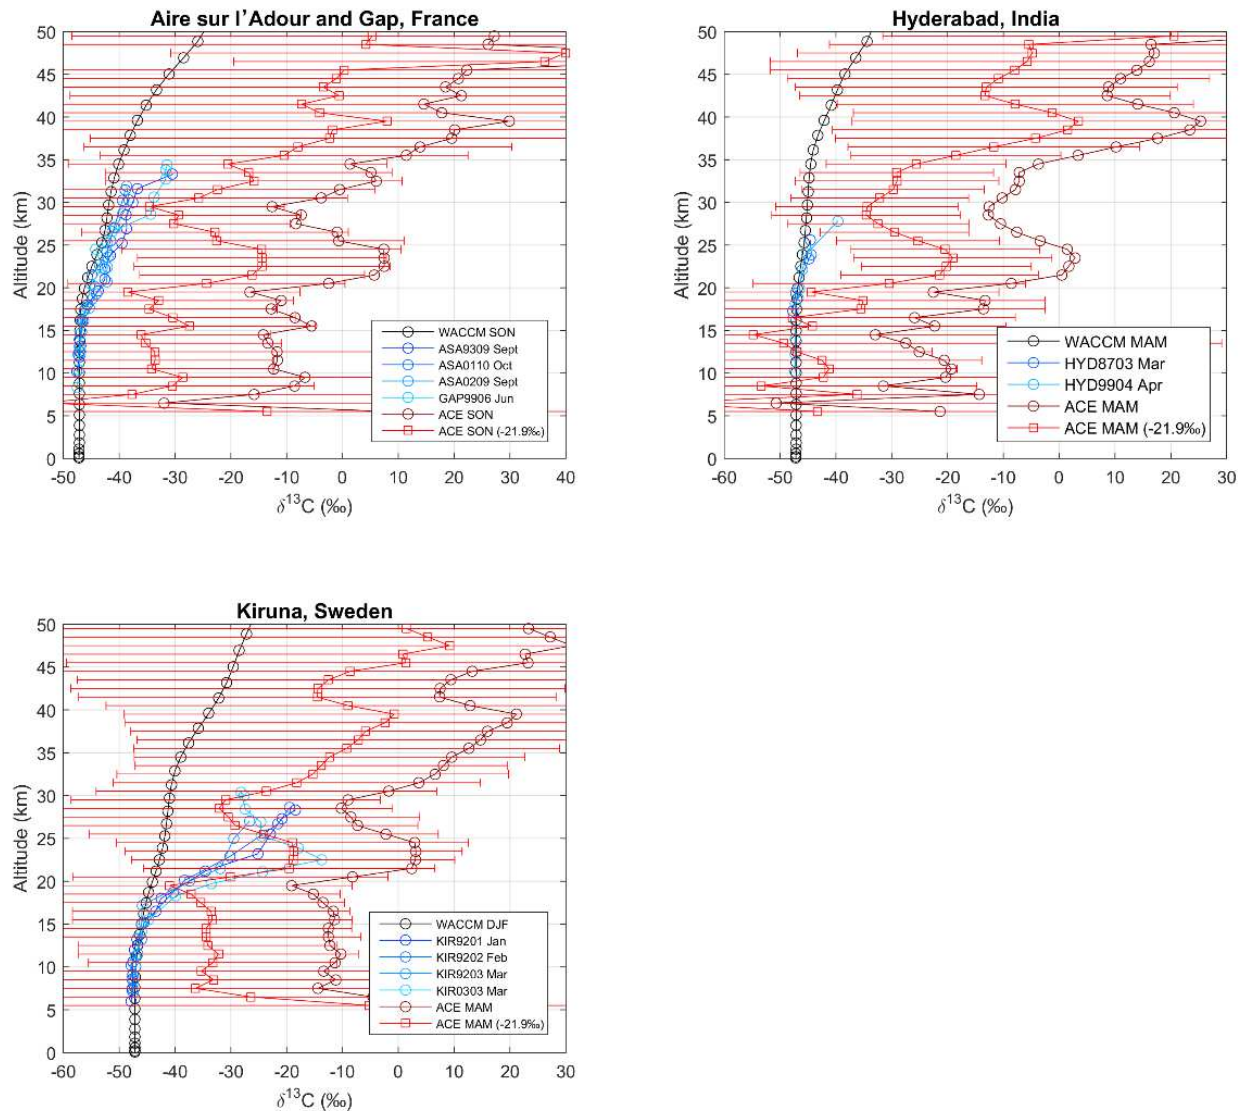 Aire sur l'Adour and Gap, France
50
45
40
35
30
25
20
15
10
5
0
Altitude (km)
-50 -40 -30 -20 -10 0 10 20 30 40
δ13C (‰)
WACCM SON
ASA9309 Sept
ASA0110 Oct
ASA0209 Sept
GAP9906 Jun
ACE SON
ACE SON (-21.9‰)
Hyderabad, India
50
45
40
35
30
25
20
15
10
5
0
Altitude (km)
-60 -50 -40 -30 -20 -10 0 10 20 30
δ13C (‰)
WACCM MAM
HYD8703 Mar
HYD9904 Apr
ACE MAM
ACE MAM (-21.9‰)
Kiruna, Sweden
50
45
40
35
30
25
20
15
10
5
0
Altitude (km)
-60 -50 -40 -30 -20 -10 0 10 20 30
δ13C (‰)
WACCM DJF
KIR9201 Jan
KIR9202 Feb
KIR9203 Mar
KIR0303 Mar
ACE MAM
ACE MAM (-21.9‰)